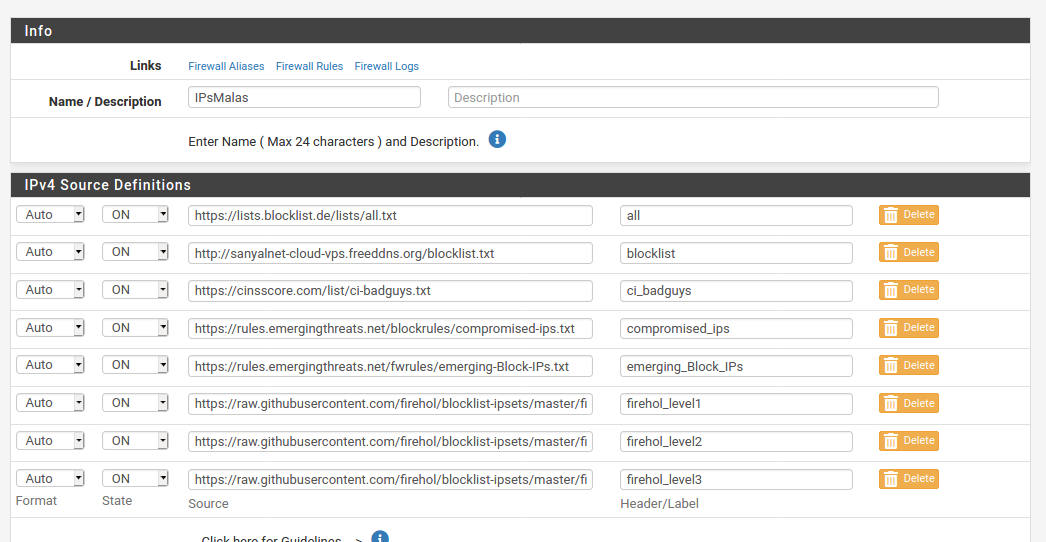 Info
Links Firewall Aliases Firewall Rules Firewall Logs
Name / Description IPsMalas Description
Enter Name ( Max 24 characters ) and Description.
IPv4 Source Definitions
Auto ON https://lists.blocklist.de/lists/all.txt all Delete
Auto ON http://sanyalnet-cloud-vps.freeddns.org/blocklist.txt blocklist Delete
Auto ON https://cinsscore.com/list/ci-badguys.txt ci_badguys Delete
Auto ON https://rules.emergingthreats.net/blockrules/compromised-ips.txt compromised_ips Delete
Auto ON https://rules.emergingthreats.net/fwrules/emerging-Block-IPs.txt emerging_Block_IPs Delete
Auto ON https://raw.githubusercontent.com/firehol/blocklist-ipsets/master/fi firehol_level1 Delete
Auto ON https://raw.githubusercontent.com/firehol/blocklist-ipsets/master/fi firehol_level2 Delete
Auto ON https://raw.githubusercontent.com/firehol/blocklist-ipsets/master/fi firehol_level3 Delete
Format State Source Header/Label
Click here for Guidelines -->